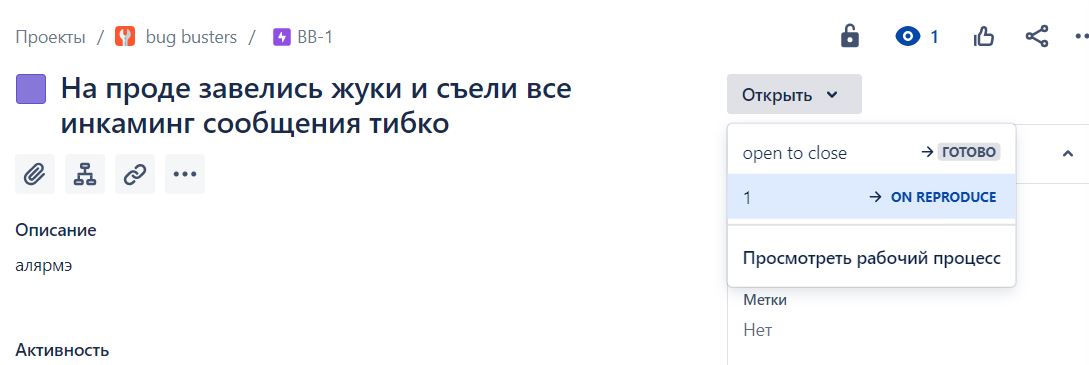 Проекты / bug busters / BB-1
1
На проде завелись жуки и съели все
инкаминг сообщения тибко
Открыть
open to close → ГОТОВО
1 → ON REPRODUCE
Просмотреть рабочий процесс
Описание
алярмэ
Метки
Нет
Активность